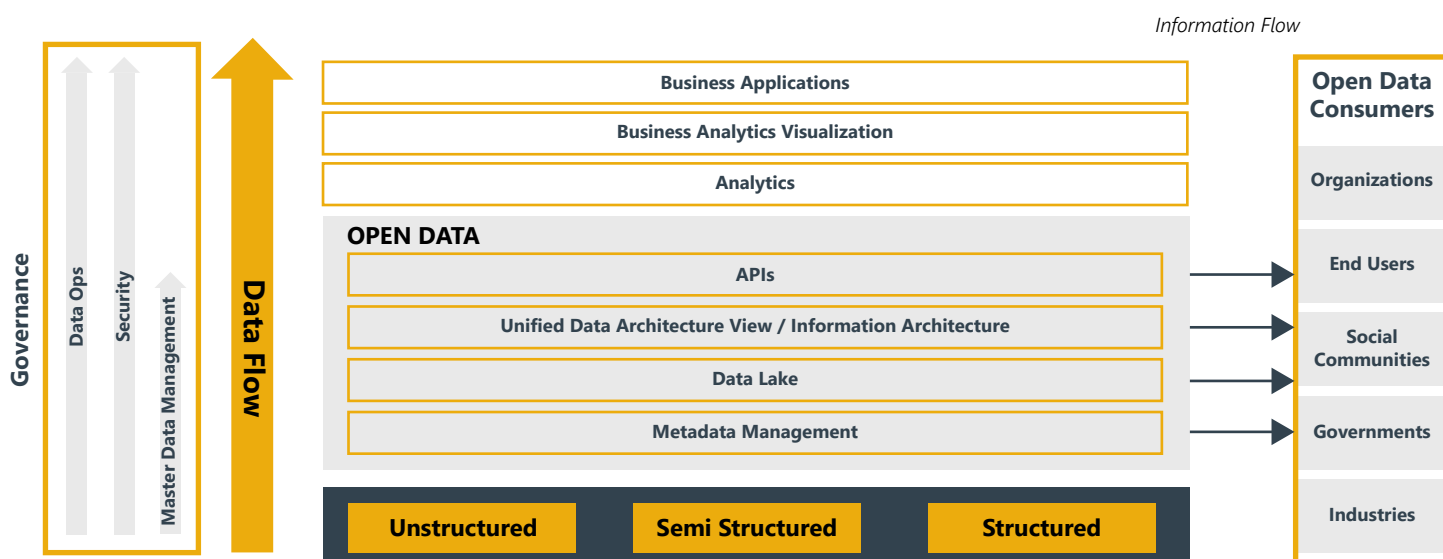 Information Flow
Governance
Data Ops
Security
Master Data Management
Data Flow
Business Applications
Business Analytics Visualization
Analytics
OPEN DATA
APIs
Unified Data Architecture View / Information Architecture
Data Lake
Metadata Management
Unstructured
Semi Structured
Structured
Open Data
Consumers
Organizations
End Users
Social
Communities
Governments
Industries